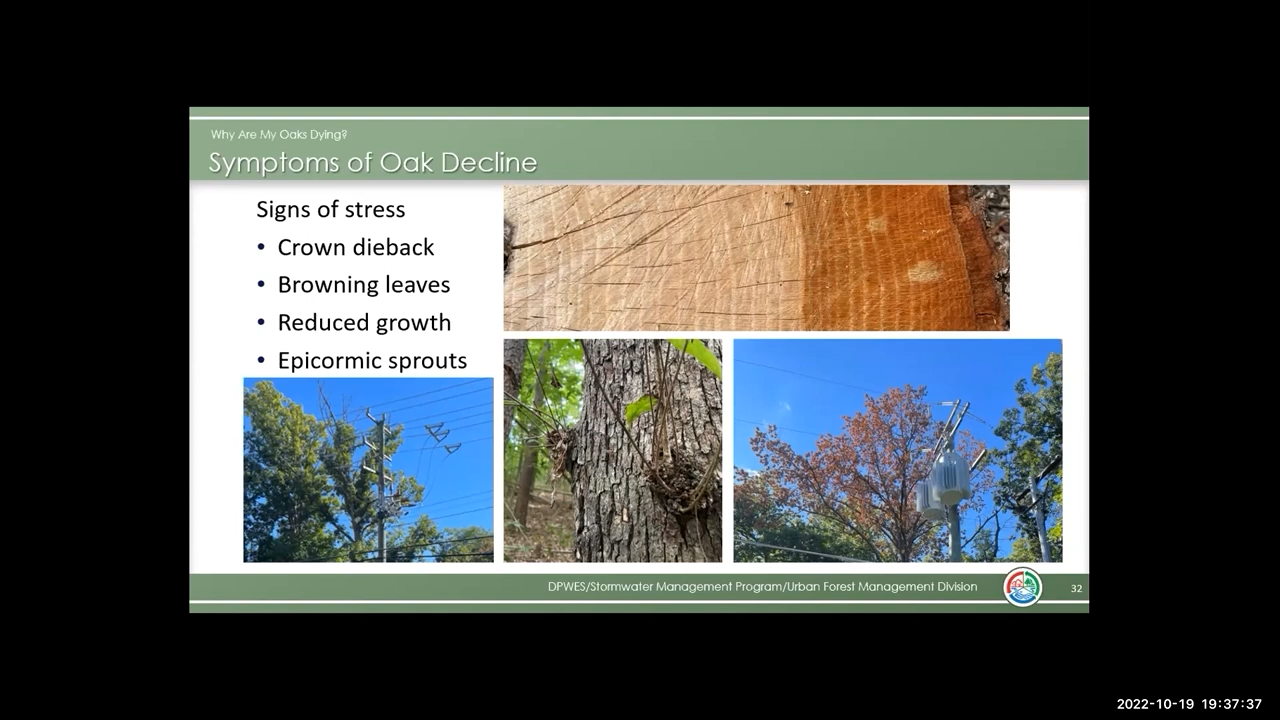 Why Are My Oaks Dying?
Symptoms of Oak Decline
Signs of stress
• Crown dieback
• Browning leaves
• Reduced growth
• Epicormic sprouts
DPWES/Stormwater Management Program/Urban Forest Management Division
32
2022-10-19 19:37:37